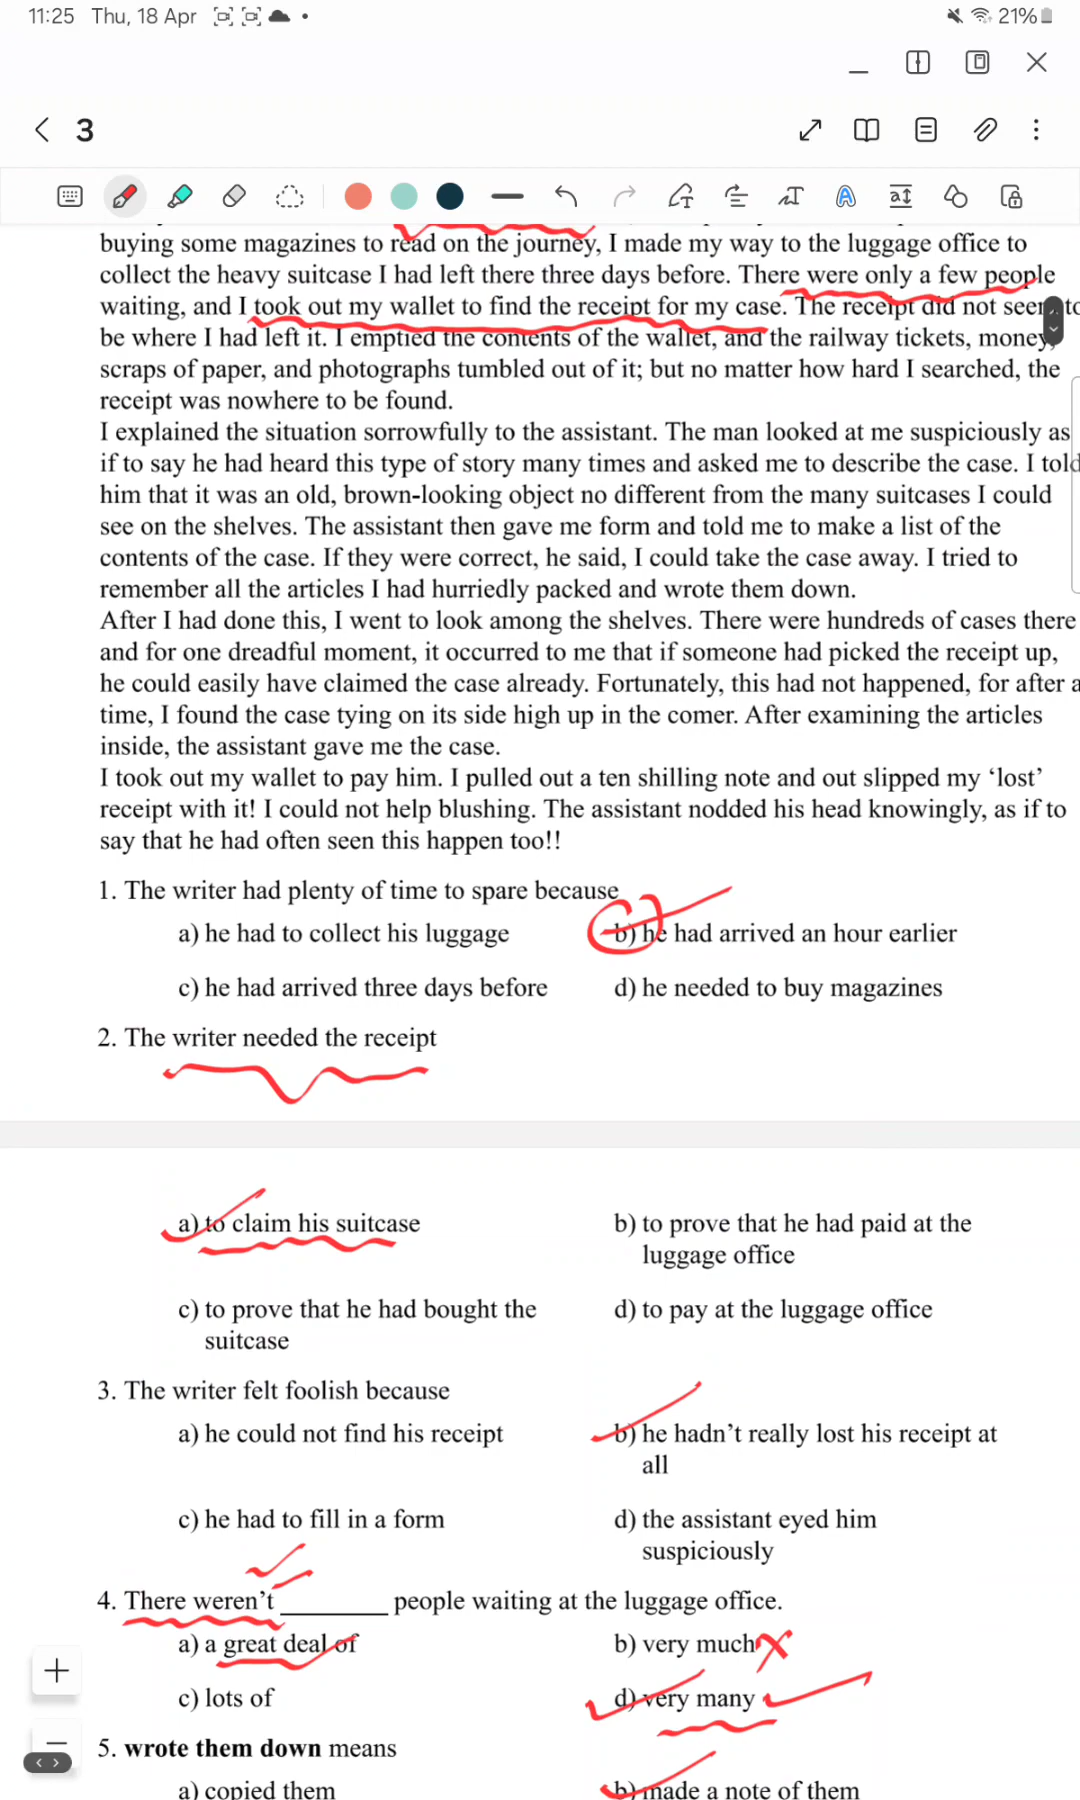 11:25 Thu, 18 Apr
21%
3
buying some magazines to read on the journey, I made my way to the luggage office to
collect the heavy suitcase I had left there three days before. There were only a few people
waiting, and I took out my wallet to find the receipt for my case. The receipt did not seem to
be where I had left it. I emptied the contents of the wallet, and the railway tickets, money,
scraps of paper, and photographs tumbled out of it; but no matter how hard I searched, the
receipt was nowhere to be found.
I explained the situation sorrowfully to the assistant. The man looked at me suspiciously as
if to say he had heard this type of story many times and asked me to describe the case. I told
him that it was an old, brown-looking object no different from the many suitcases I could
see on the shelves. The assistant then gave me form and told me to make a list of the
contents of the case. If they were correct, he said, I could take the case away. I tried to
remember all the articles I had hurriedly packed and wrote them down.
After I had done this, I went to look among the shelves. There were hundreds of cases there
and for one dreadful moment, it occurred to me that if someone had picked the receipt up,
he could easily have claimed the case already. Fortunately, this had not happened, for after a
time, I found the case tying on its side high up in the comer. After examining the articles
inside, the assistant gave me the case.
I took out my wallet to pay him. I pulled out a ten shilling note and out slipped my ‘lost’
receipt with it! I could not help blushing. The assistant nodded his head knowingly, as if to
say that he had often seen this happen too!!
1. The writer had plenty of time to spare because
a) he had to collect his luggage b) he had arrived an hour earlier
c) he had arrived three days before d) he needed to buy magazines
2. The writer needed the receipt
a) to claim his suitcase b) to prove that he had paid at the
luggage office
c) to prove that he had bought the d) to pay at the luggage office
suitcase
3. The writer felt foolish because
a) he could not find his receipt b) he hadn’t really lost his receipt at
all
c) he had to fill in a form d) the assistant eyed him
suspiciously
4. There weren’t ________ people waiting at the luggage office.
a) a great deal of b) very much
c) lots of d) very many
5. wrote them down means
a) copied them b) made a note of them